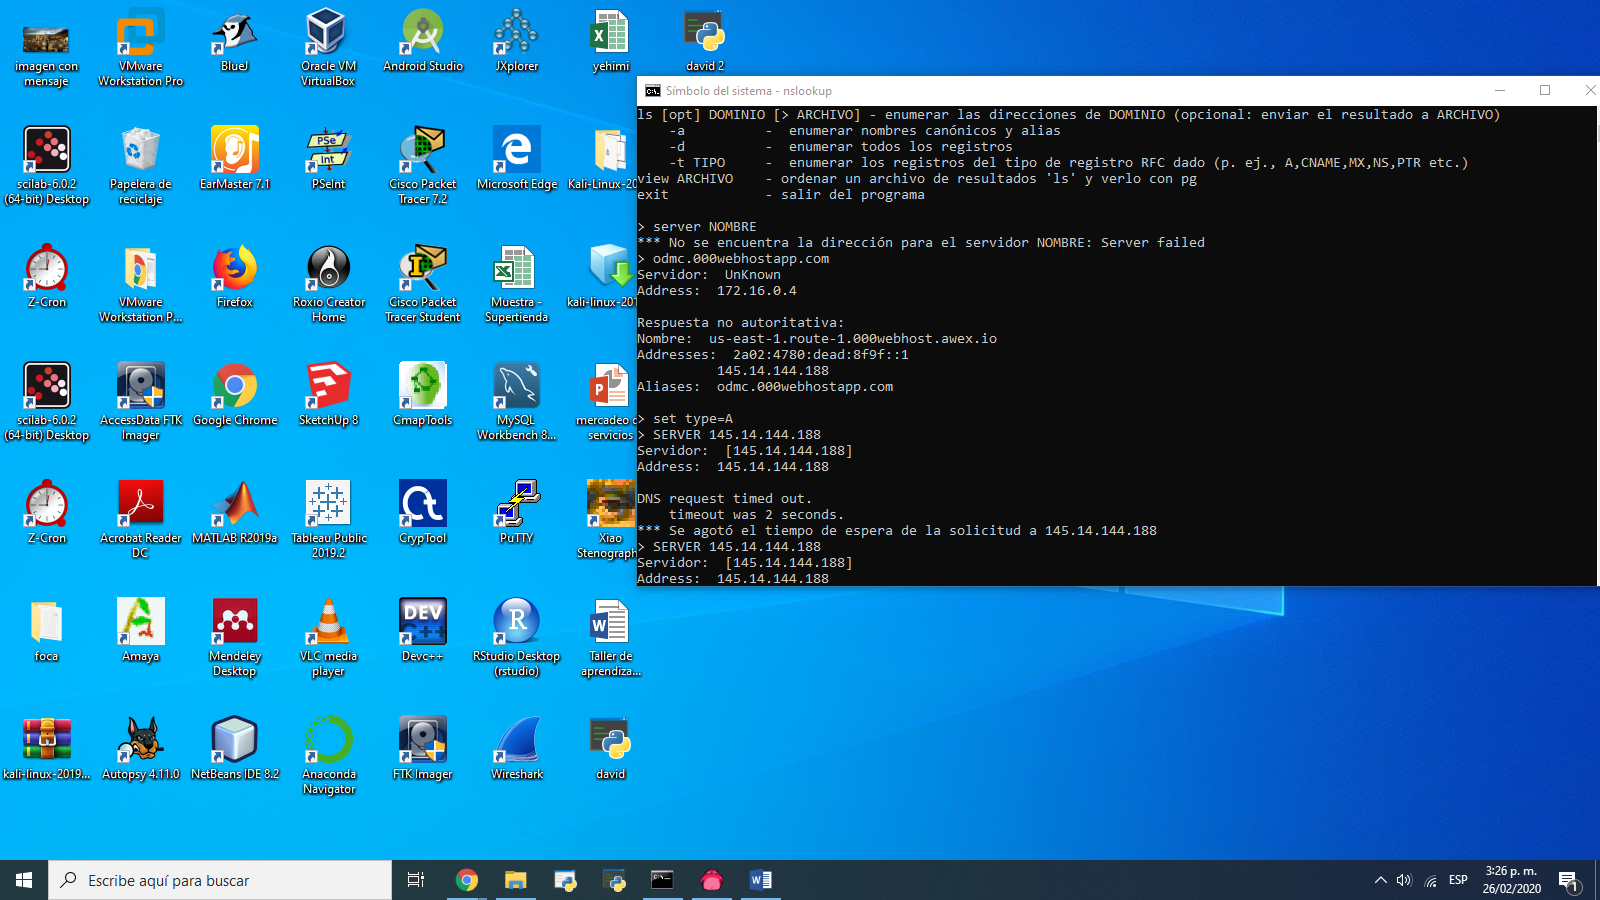 imagen con
mensaje
VMware
Workstation Pro
BlueJ
Oracle VM
VirtualBox
Android Studio
JXplorer
yehimi
david 2
scilab-6.0.2
(64-bit) Desktop
Papelera de
reciclaje
EarMaster 7.1
PSeInt
Cisco Packet
Tracer 7.2
Microsoft Edge
Kali-Linux-20
Z-Cron
VMware
Workstation P...
Firefox
Roxio Creator
Home
Cisco Packet
Tracer Student
Muestra -
Supertienda
kali-linux-201
scilab-6.0.2
(64-bit) Desktop
AccessData FTK
Imager
Google Chrome
SketchUp 8
CmapTools
MySQL
Workbench 8...
mercadeo d
servicios
Z-Cron
Acrobat Reader
DC
MATLAB R2019a
Tableau Public
2019.2
CrypTool
PuTTY
Xiao
Stenograph
foca
Amaya
Mendeley
Desktop
VLC media
player
DEV
C++
Devc++
R
RStudio Desktop
(rstudio)
Taller de
aprendiza...
kali-linux-2019...
Autopsy 4.11.0
NetBeans IDE 8.2
Anaconda
Navigator
FTK Imager
Wireshark
david
Símbolo del sistema - nslookup
ls [opt] DOMINIO [> ARCHIVO] - enumerar las direcciones de DOMINIO (opcional: enviar el resultado a ARCHIVO)
-a - enumerar nombres canónicos y alias
-d - enumerar todos los registros
-t TIPO - enumerar los registros del tipo de registro RFC dado (p. ej., A,CNAME,MX,NS,PTR etc.)
view ARCHIVO - ordenar un archivo de resultados 'ls' y verlo con pg
exit - salir del programa
> server NOMBRE
*** No se encuentra la dirección para el servidor NOMBRE: Server failed
> odmc.000webhostapp.com
Servidor: UnKnown
Address: 172.16.0.4
Respuesta no autoritativa:
Nombre: us-east-1.route-1.000webhost.awex.io
Addresses: 2a02:4780:dead:8f9f::1
145.14.144.188
Aliases: odmc.000webhostapp.com
> set type=A
> SERVER 145.14.144.188
Servidor: [145.14.144.188]
Address: 145.14.144.188
DNS request timed out.
timeout was 2 seconds.
*** Se agotó el tiempo de espera de la solicitud a 145.14.144.188
> SERVER 145.14.144.188
Servidor: [145.14.144.188]
Address: 145.14.144.188
Escribe aquí para buscar
ESP
3:26 p. m.
26/02/2020
1